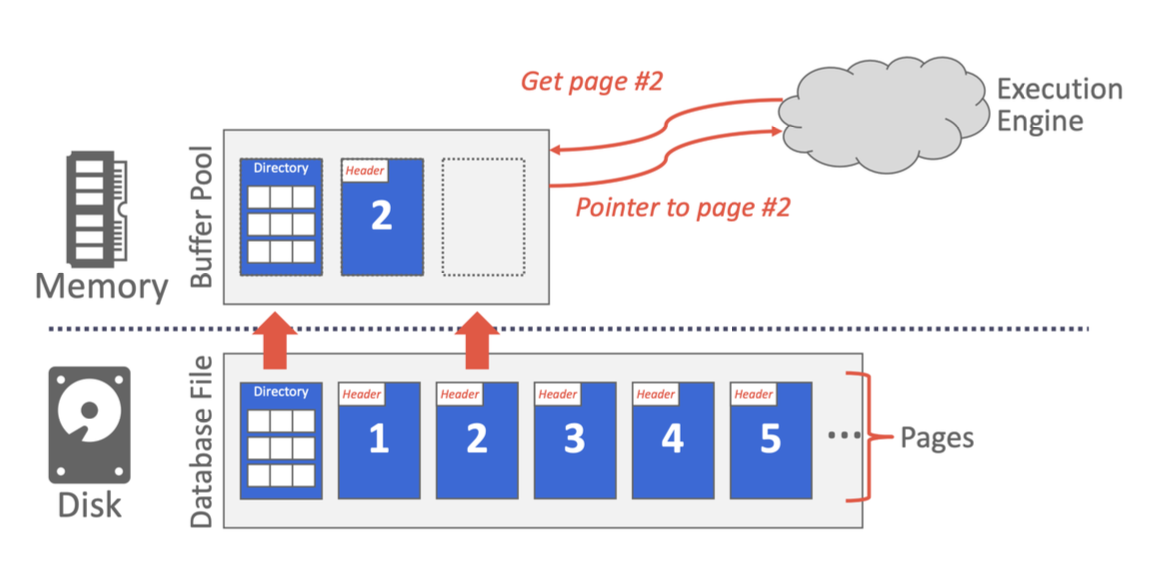 Get page #2
Execution
Engine
Buffer Pool
Directory
Header
2
Pointer to page #2
Memory
Database File
Directory
Header
1
Header
2
Header
3
Header
4
Header
5
...
Pages
Disk